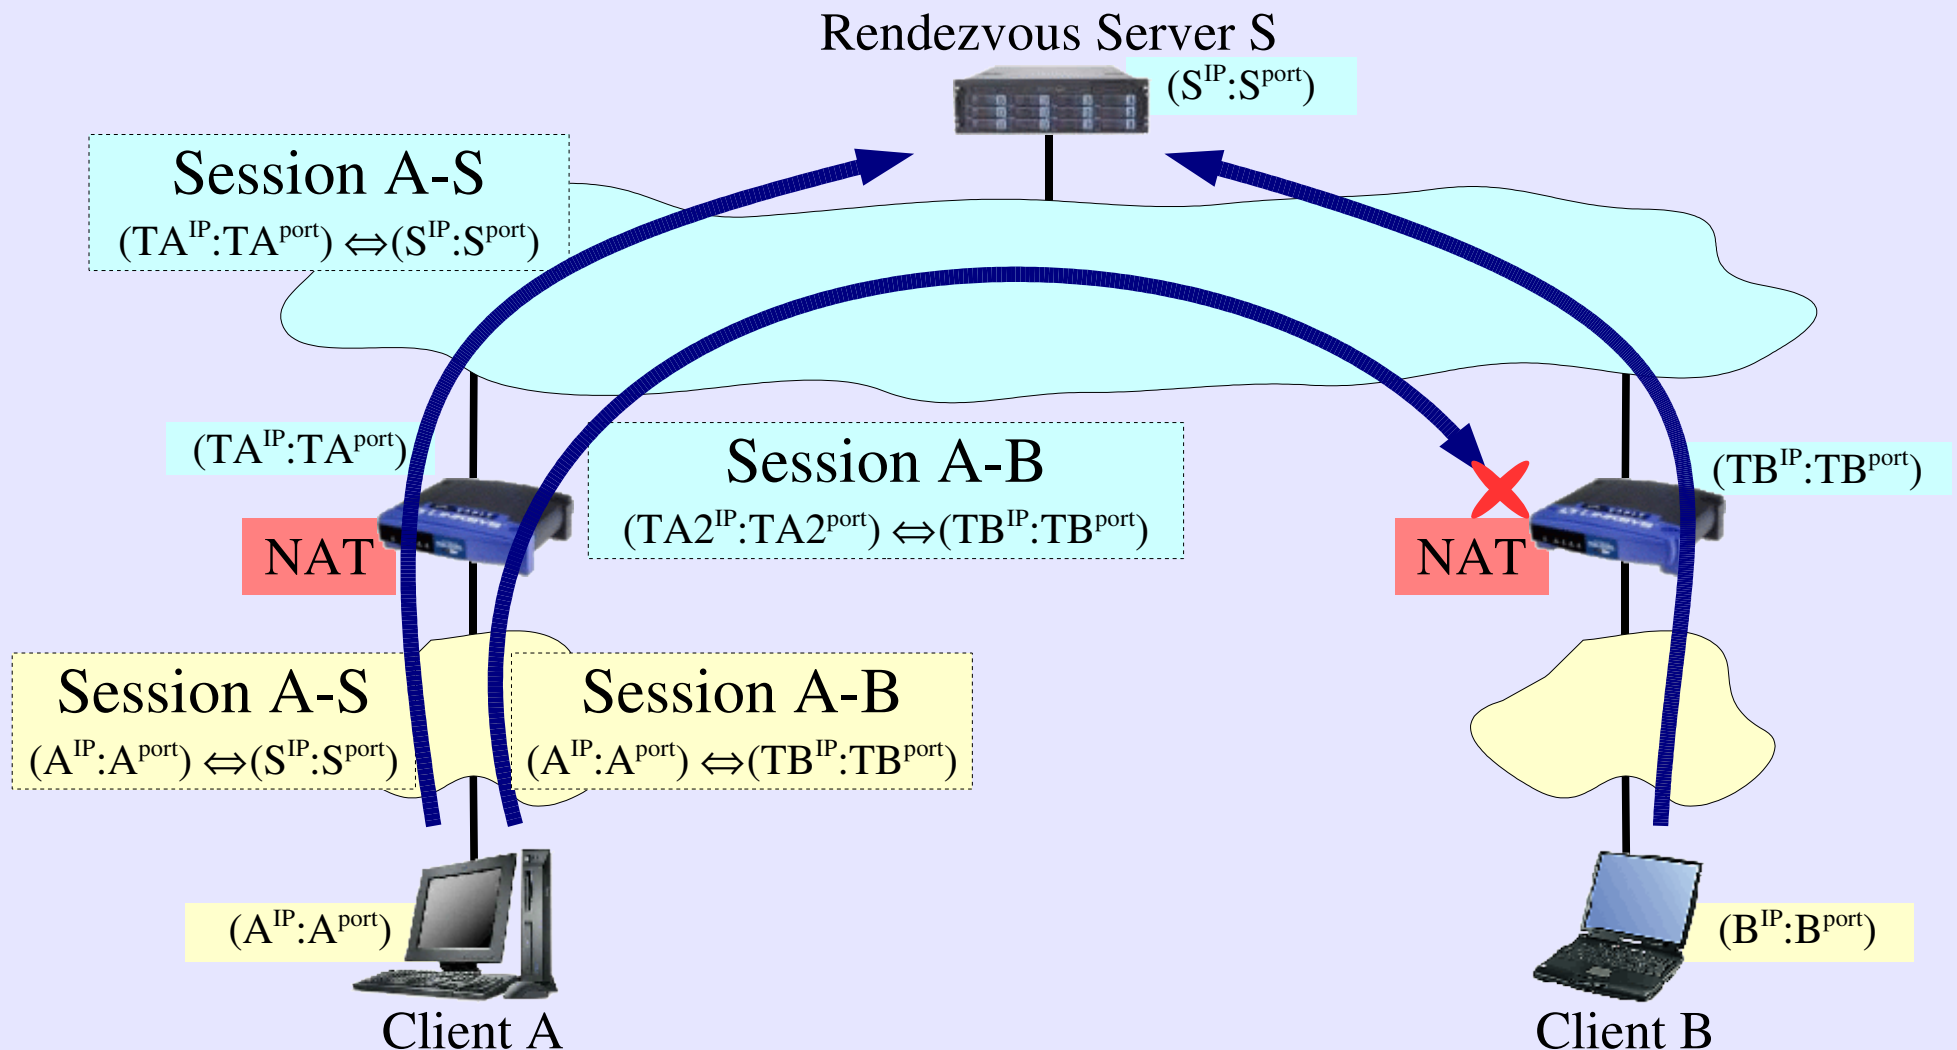 Rendezvous Server S
(S^IP:S^port)
Session A-S
(TA^IP:TA^port) ⇔(S^IP:S^port)
(TA^IP:TA^port)
Session A-B
(TA2^IP:TA2^port) ⇔(TB^IP:TB^port)
(TB^IP:TB^port)
NAT
NAT
LINKSYS
LINKSYS
Session A-S
(A^IP:A^port) ⇔(S^IP:S^port)
Session A-B
(A^IP:A^port) ⇔(TB^IP:TB^port)
(A^IP:A^port)
(B^IP:B^port)
Client A
Client B